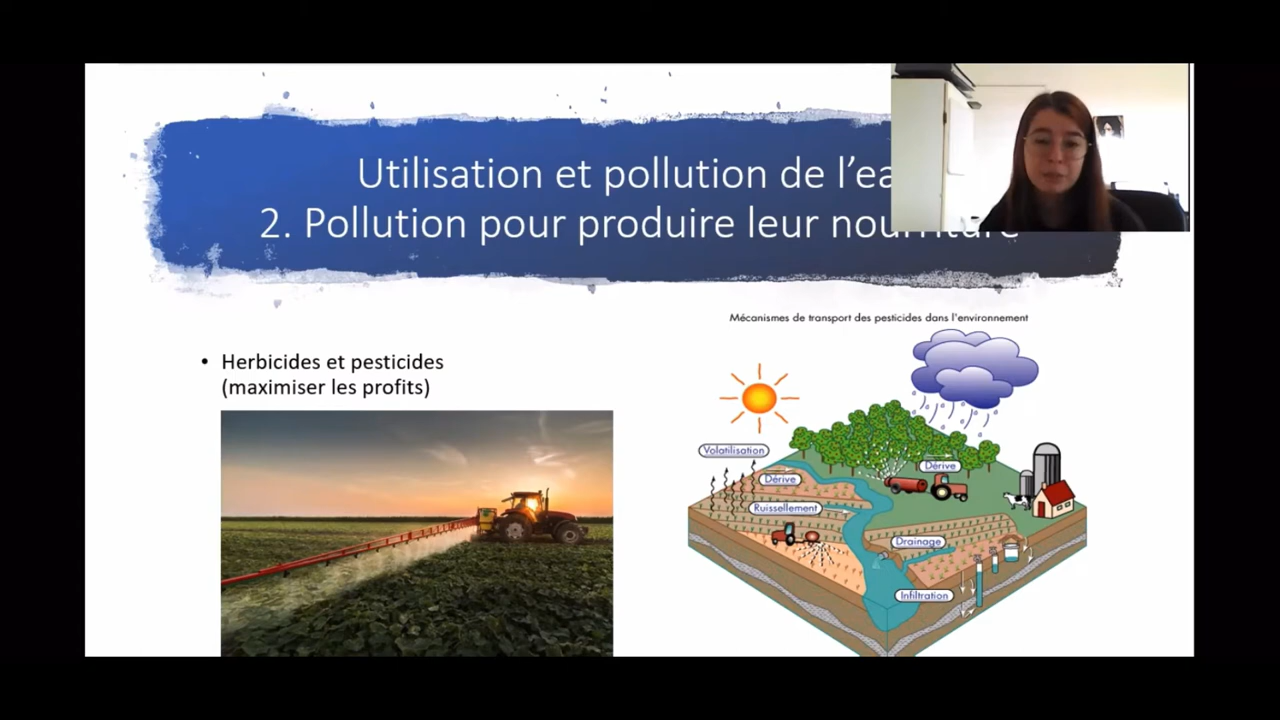 Utilisation et pollution de l'ea
2. Pollution pour produire leur nourriture
Mécanismes de transport des pesticides dans l'environnement
• Herbicides et pesticides
(maximiser les profits)
Volatilisation
Dérive
Dérive
Ruissellement
Drainage
Infiltration